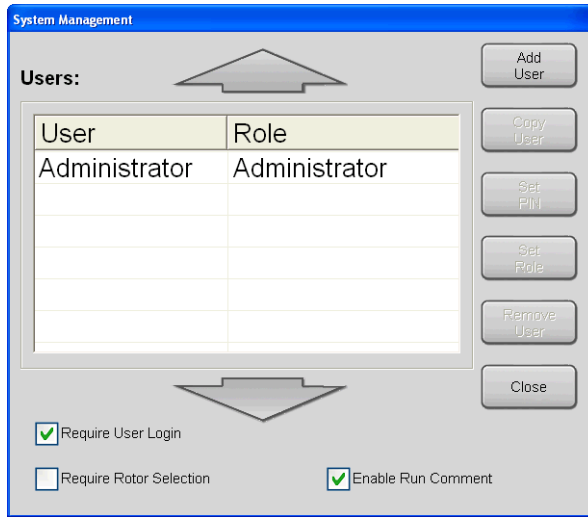 System Management
Users:
Add
User
User Role
Copy
User
Administrator Administrator
Set
PIN
Set
Role
Remove
User
Close
Require User Login
Require Rotor Selection Enable Run Comment